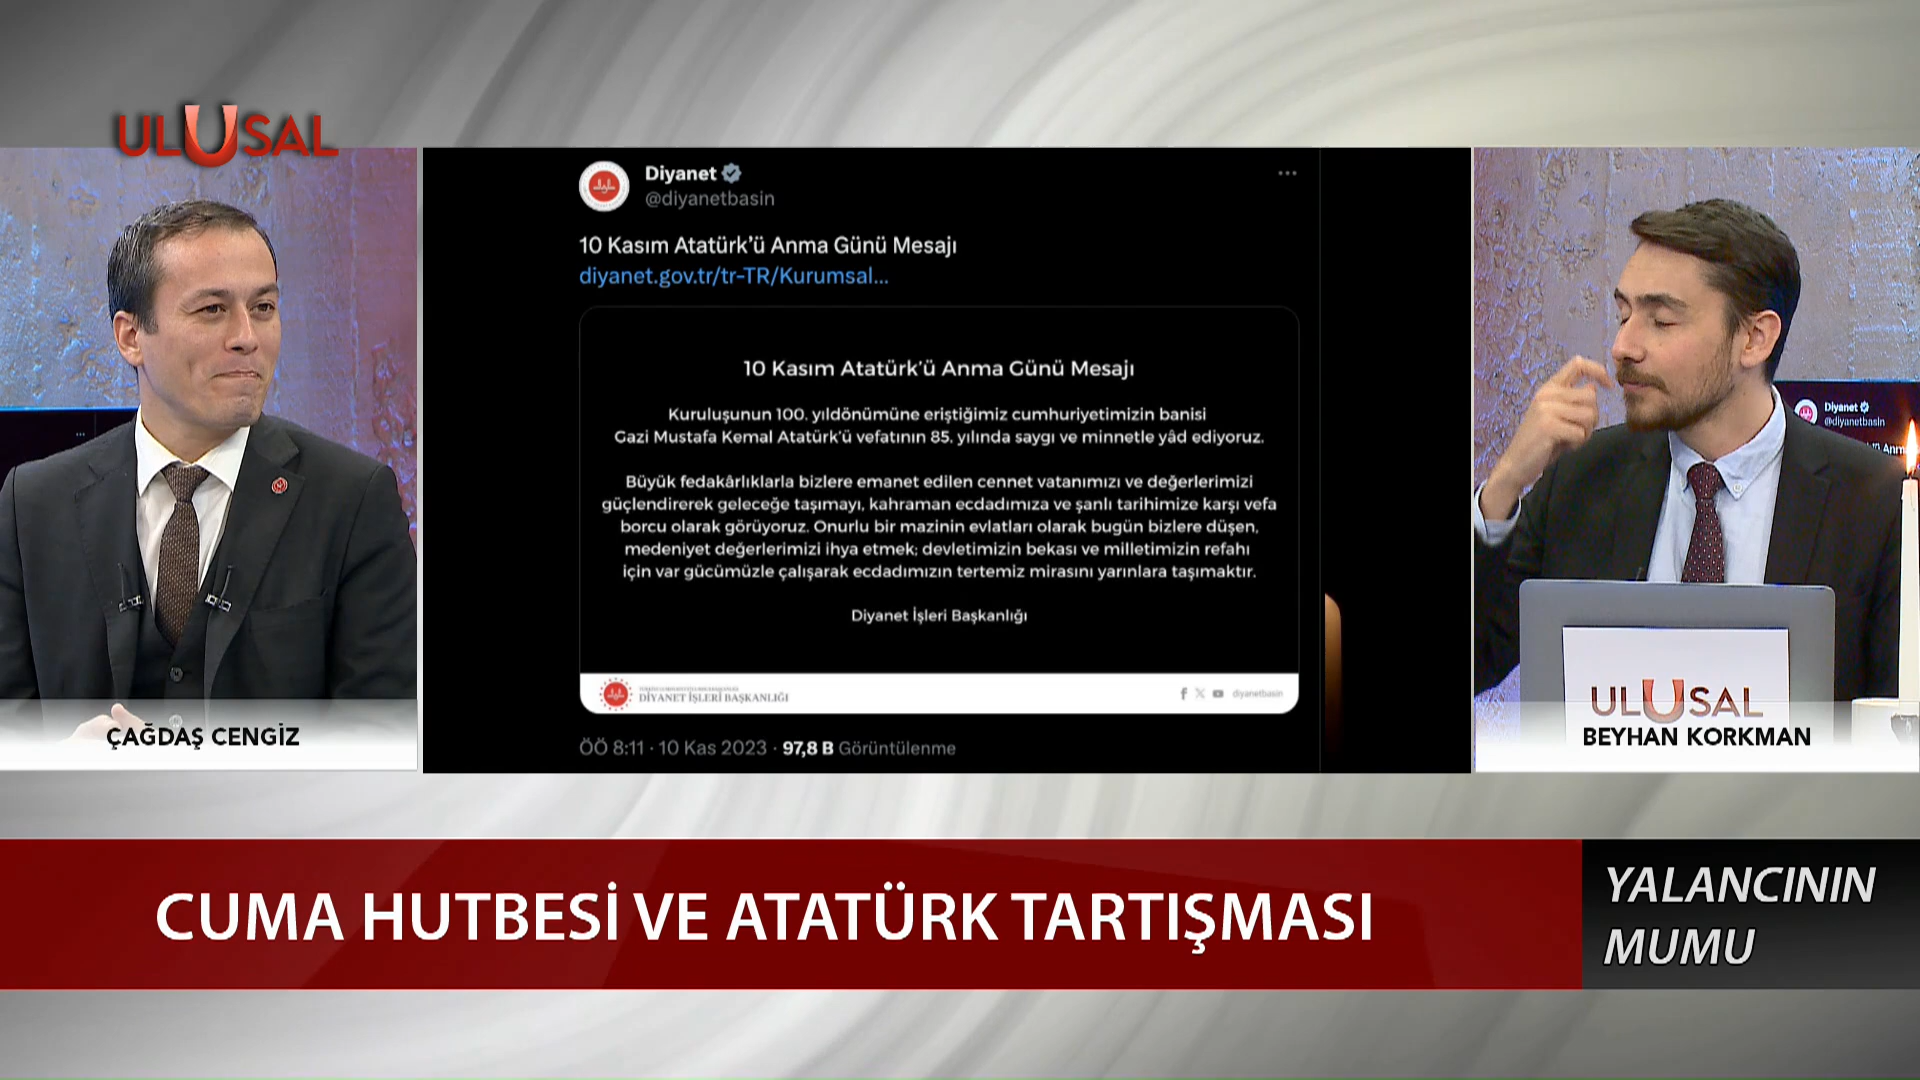 ULUSAL
Diyanet
@diyanetbasin
10 Kasım Atatürk'ü Anma Günü Mesajı
diyanet.gov.tr/tr-TR/Kurumsal...
10 Kasım Atatürk'ü Anma Günü Mesajı
Kuruluşunun 100. yıldönümüne eriştiğimiz cumhuriyetimizin banisi
Gazi Mustafa Kemal Atatürk'ü vefatının 85. yılında saygı ve minnetle yâd ediyoruz.
Büyük fedakârlıklarla bizlere emanet edilen cennet vatanımızı ve değerlerimizi
güçlendirerek geleceğe taşımayı, kahraman ecdadımıza ve şanlı tarihimize karşı vefa
borcu olarak görüyoruz. Onurlu bir mazinin evlatları olarak bugün bizlere düşen,
medeniyet değerlerimizi ihya etmek; devletimizin bekası ve milletimizin refahı
için var gücümüzle çalışarak ecdadımızın tertemiz mirasını yarınlara taşımaktır.
Diyanet İşleri Başkanlığı
DİYANET İŞLERİ BAŞKANLIĞI
diyanetbasin
ÖÖ 8:11 · 10 Kas 2023 · 97,8 B Görüntülenme
Diyanet
@diyanetbasin
ÇAĞDAŞ CENGİZ
ULUSAL
BEYHAN KORKMAN
CUMA HUTBESİ VE ATATÜRK TARTIŞMASI
YALANCININ
MUMU